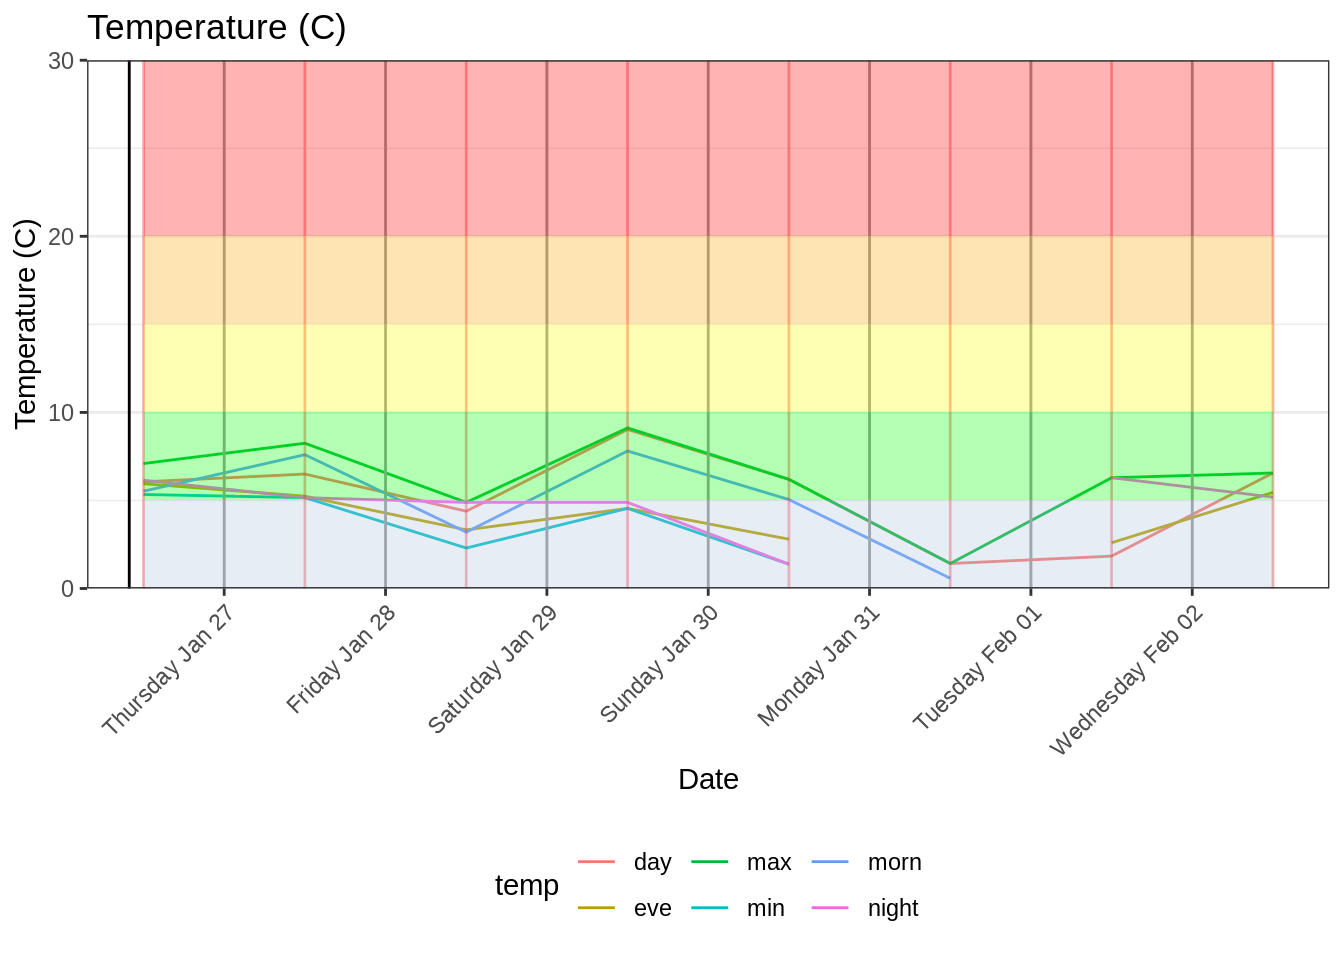 Temperature (C)
Temperature (C)
30
20
10
0
Thursday Jan 27
Friday Jan 28
Saturday Jan 29
Sunday Jan 30
Monday Jan 31
Tuesday Feb 01
Wednesday Feb 02
Date
temp
day
max
morn
eve
min
night